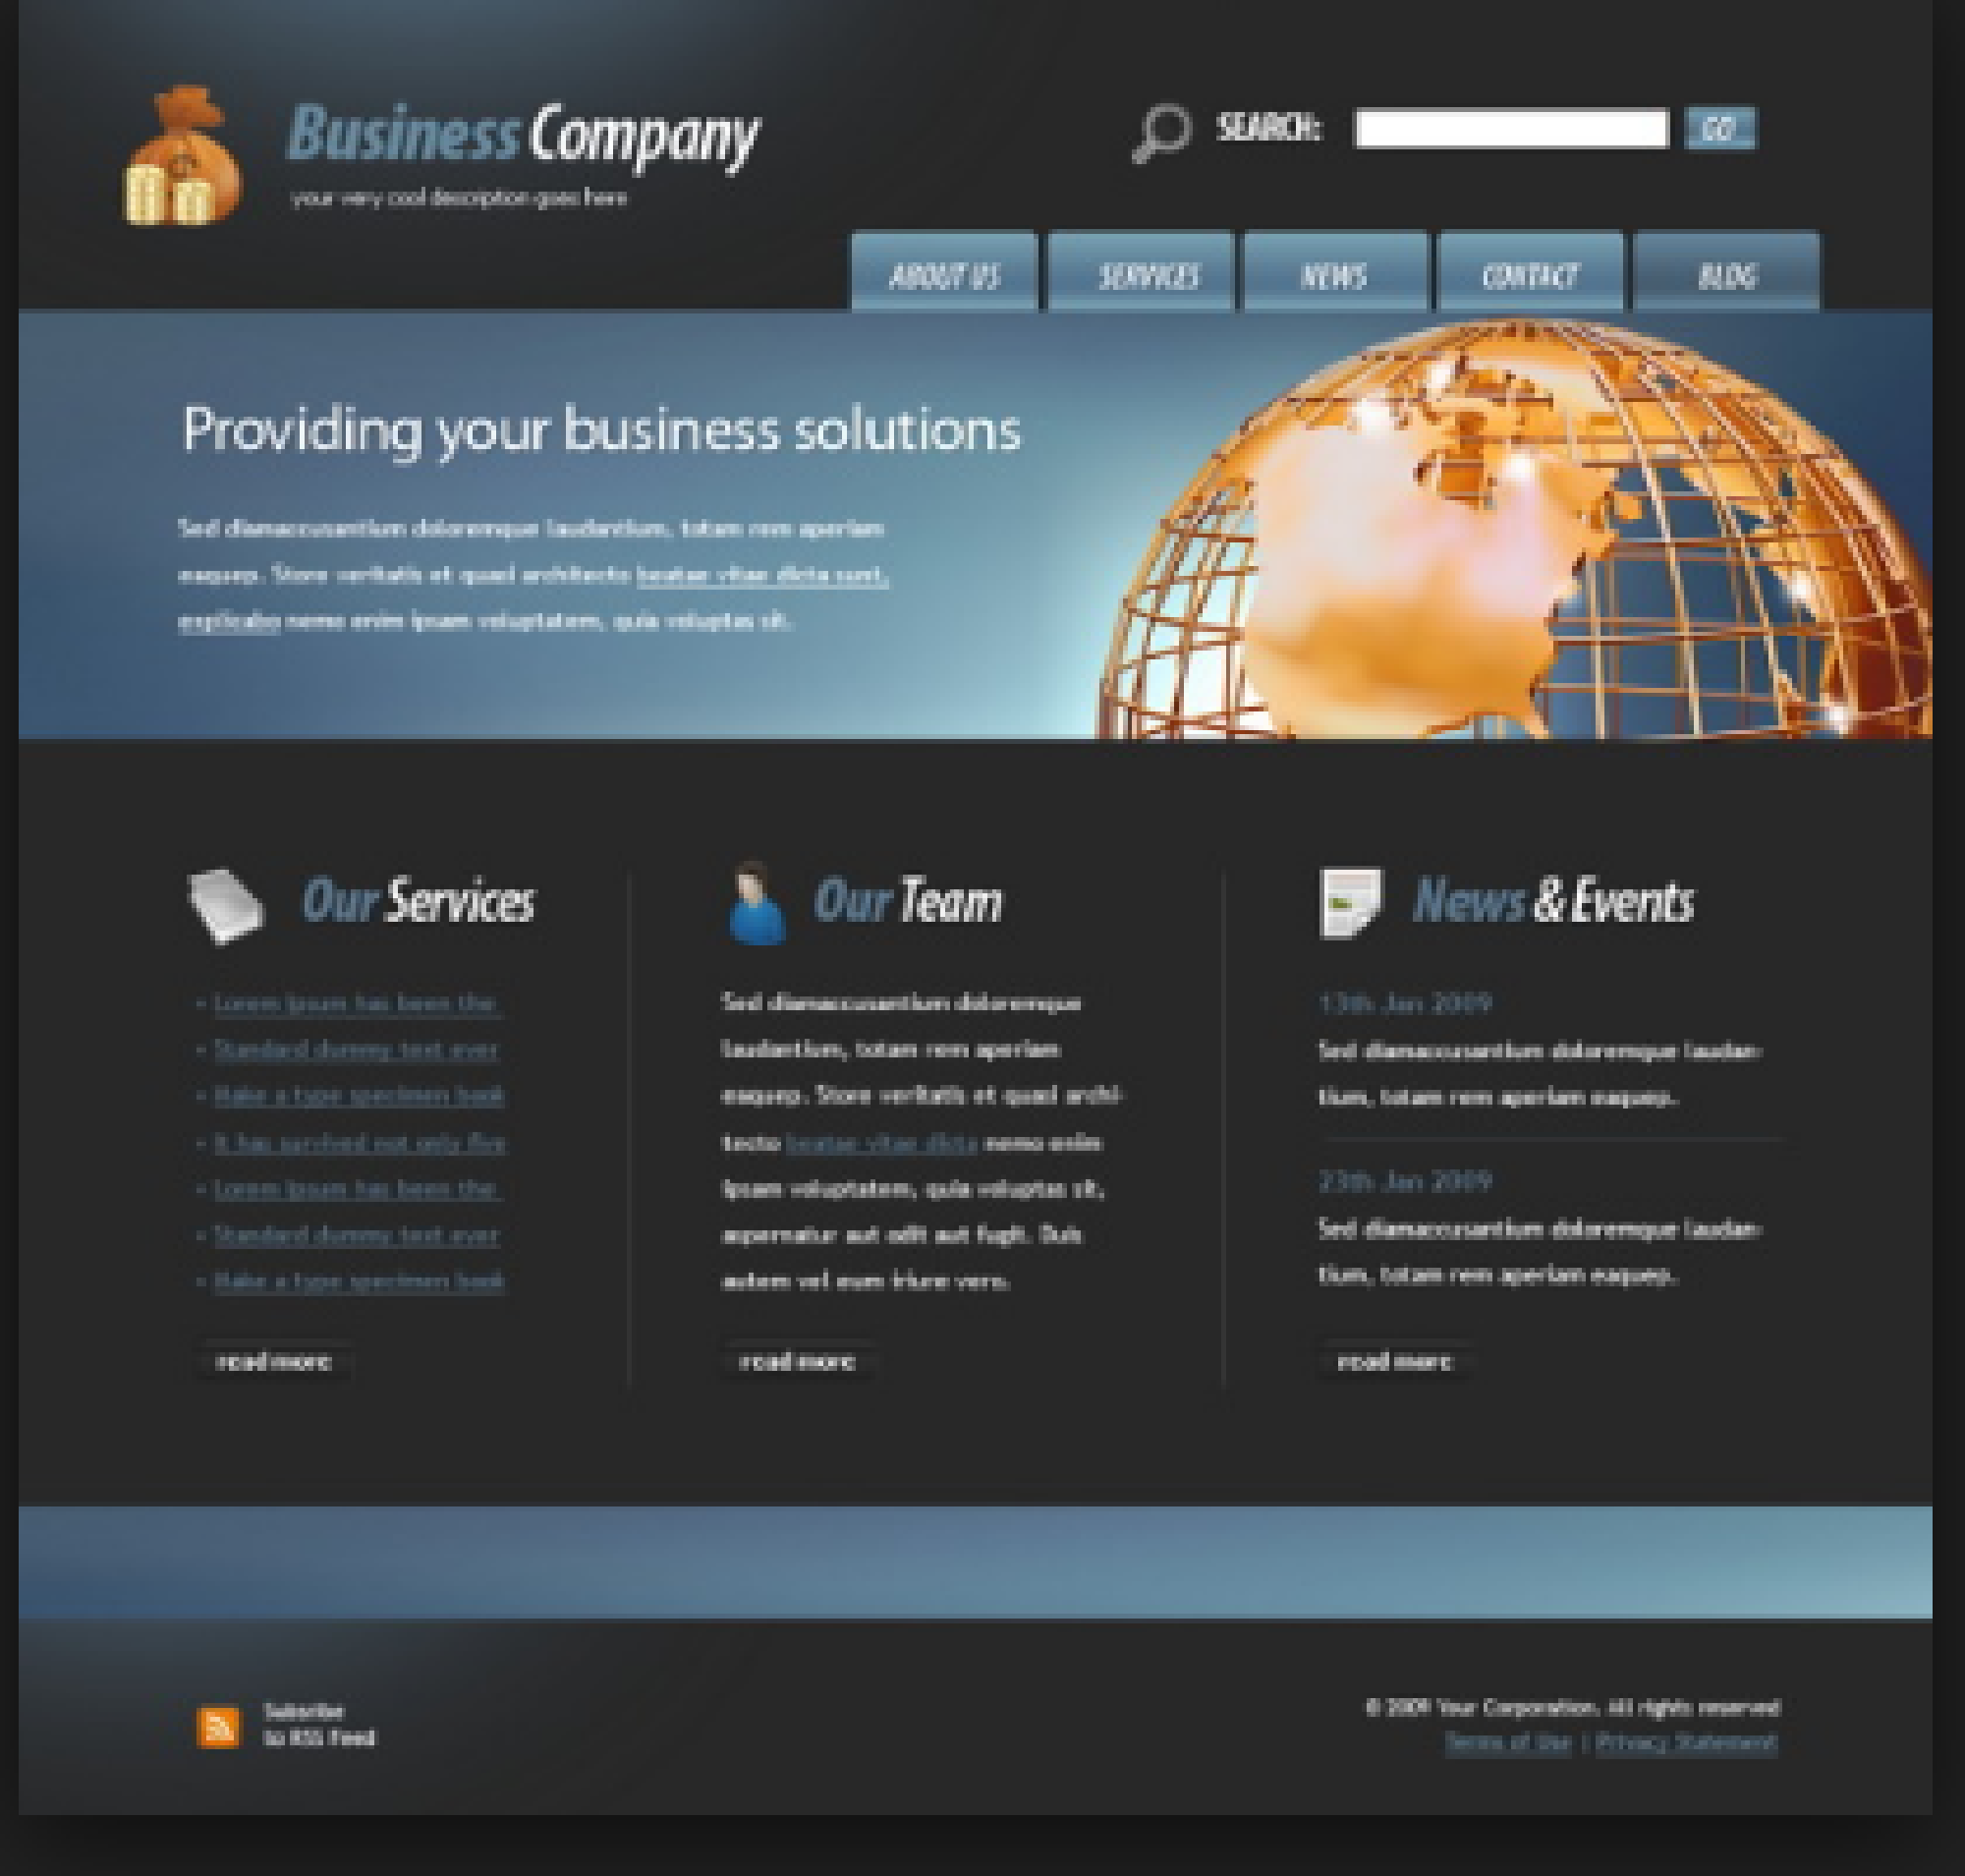 Business Company
your very cool description goes here
SEARCH:
GO
ABOUT US
SERVICES
NEWS
CONTACT
BLOG
Providing your business solutions
Sed diamaccusantium doloremque laudantium, totam rem aperiam
eaquep. Store veritatis et quasi architecto beatae vitae dicta sunt,
explicabo nemo enim ipsam voluptatem, quia voluptas sit.
Our Services
• Lorem Ipsum has been the
• Standard dummy text ever
• Make a type specimen book
• It has survived not only five
• Lorem Ipsum has been the
• Standard dummy text ever
• Make a type specimen book
read more
Our Team
Sed diamaccusantium doloremque
laudantium, totam rem aperiam
eaquep. Store veritatis et quasi archi-
tecto beatae vitae dicta nemo enim
ipsam voluptatem, quia voluptas sit,
aspernatur aut odit aut fugit. Duis
autem vel eum iriure vero.
read more
News & Events
13th Jan 2009
Sed diamaccusantium doloremque laudan-
tium, totam rem aperiam eaquep.
23th Jan 2009
Sed diamaccusantium doloremque laudan-
tium, totam rem aperiam eaquep.
read more
to RSS Feed
© 2009 Your Corporation. All rights reserved
Terms of Use | Privacy Statement